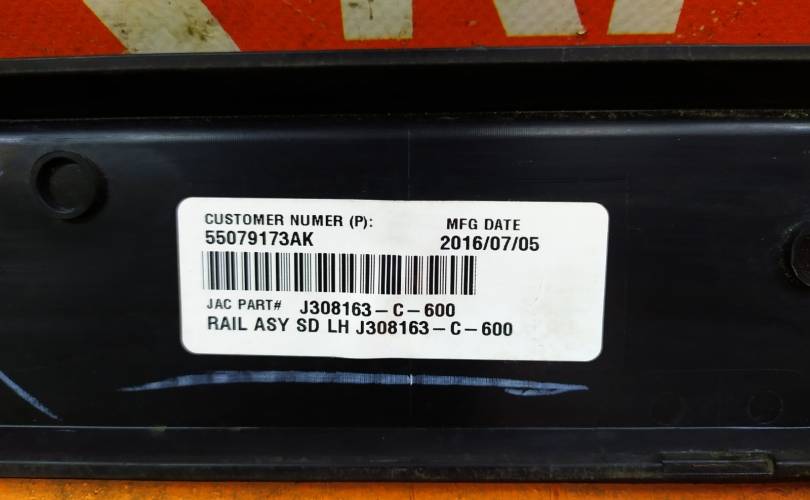 CUSTOMER NUMER (P):
MFG DATE
55079173AK
2016/07/05
JAC PART# J308163-C-600
RAIL ASY SD LH J308163-C-600